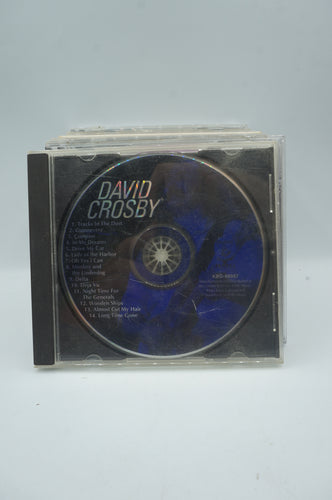 DAVID
CROSBY
1. Tracks In The Dust
2. Guinnevere
3. Compass
4. In My Dreams
5. Drive My Car
6. Lady of the Harbor
7. Oh Yes I Can
8. Monkey and
the Underdog
9. Delta
10. Deja Vu
11. Night Time For
The Generals
12. Wooden Ships
13. Almost Cut My Hair
14. Long Time Gone